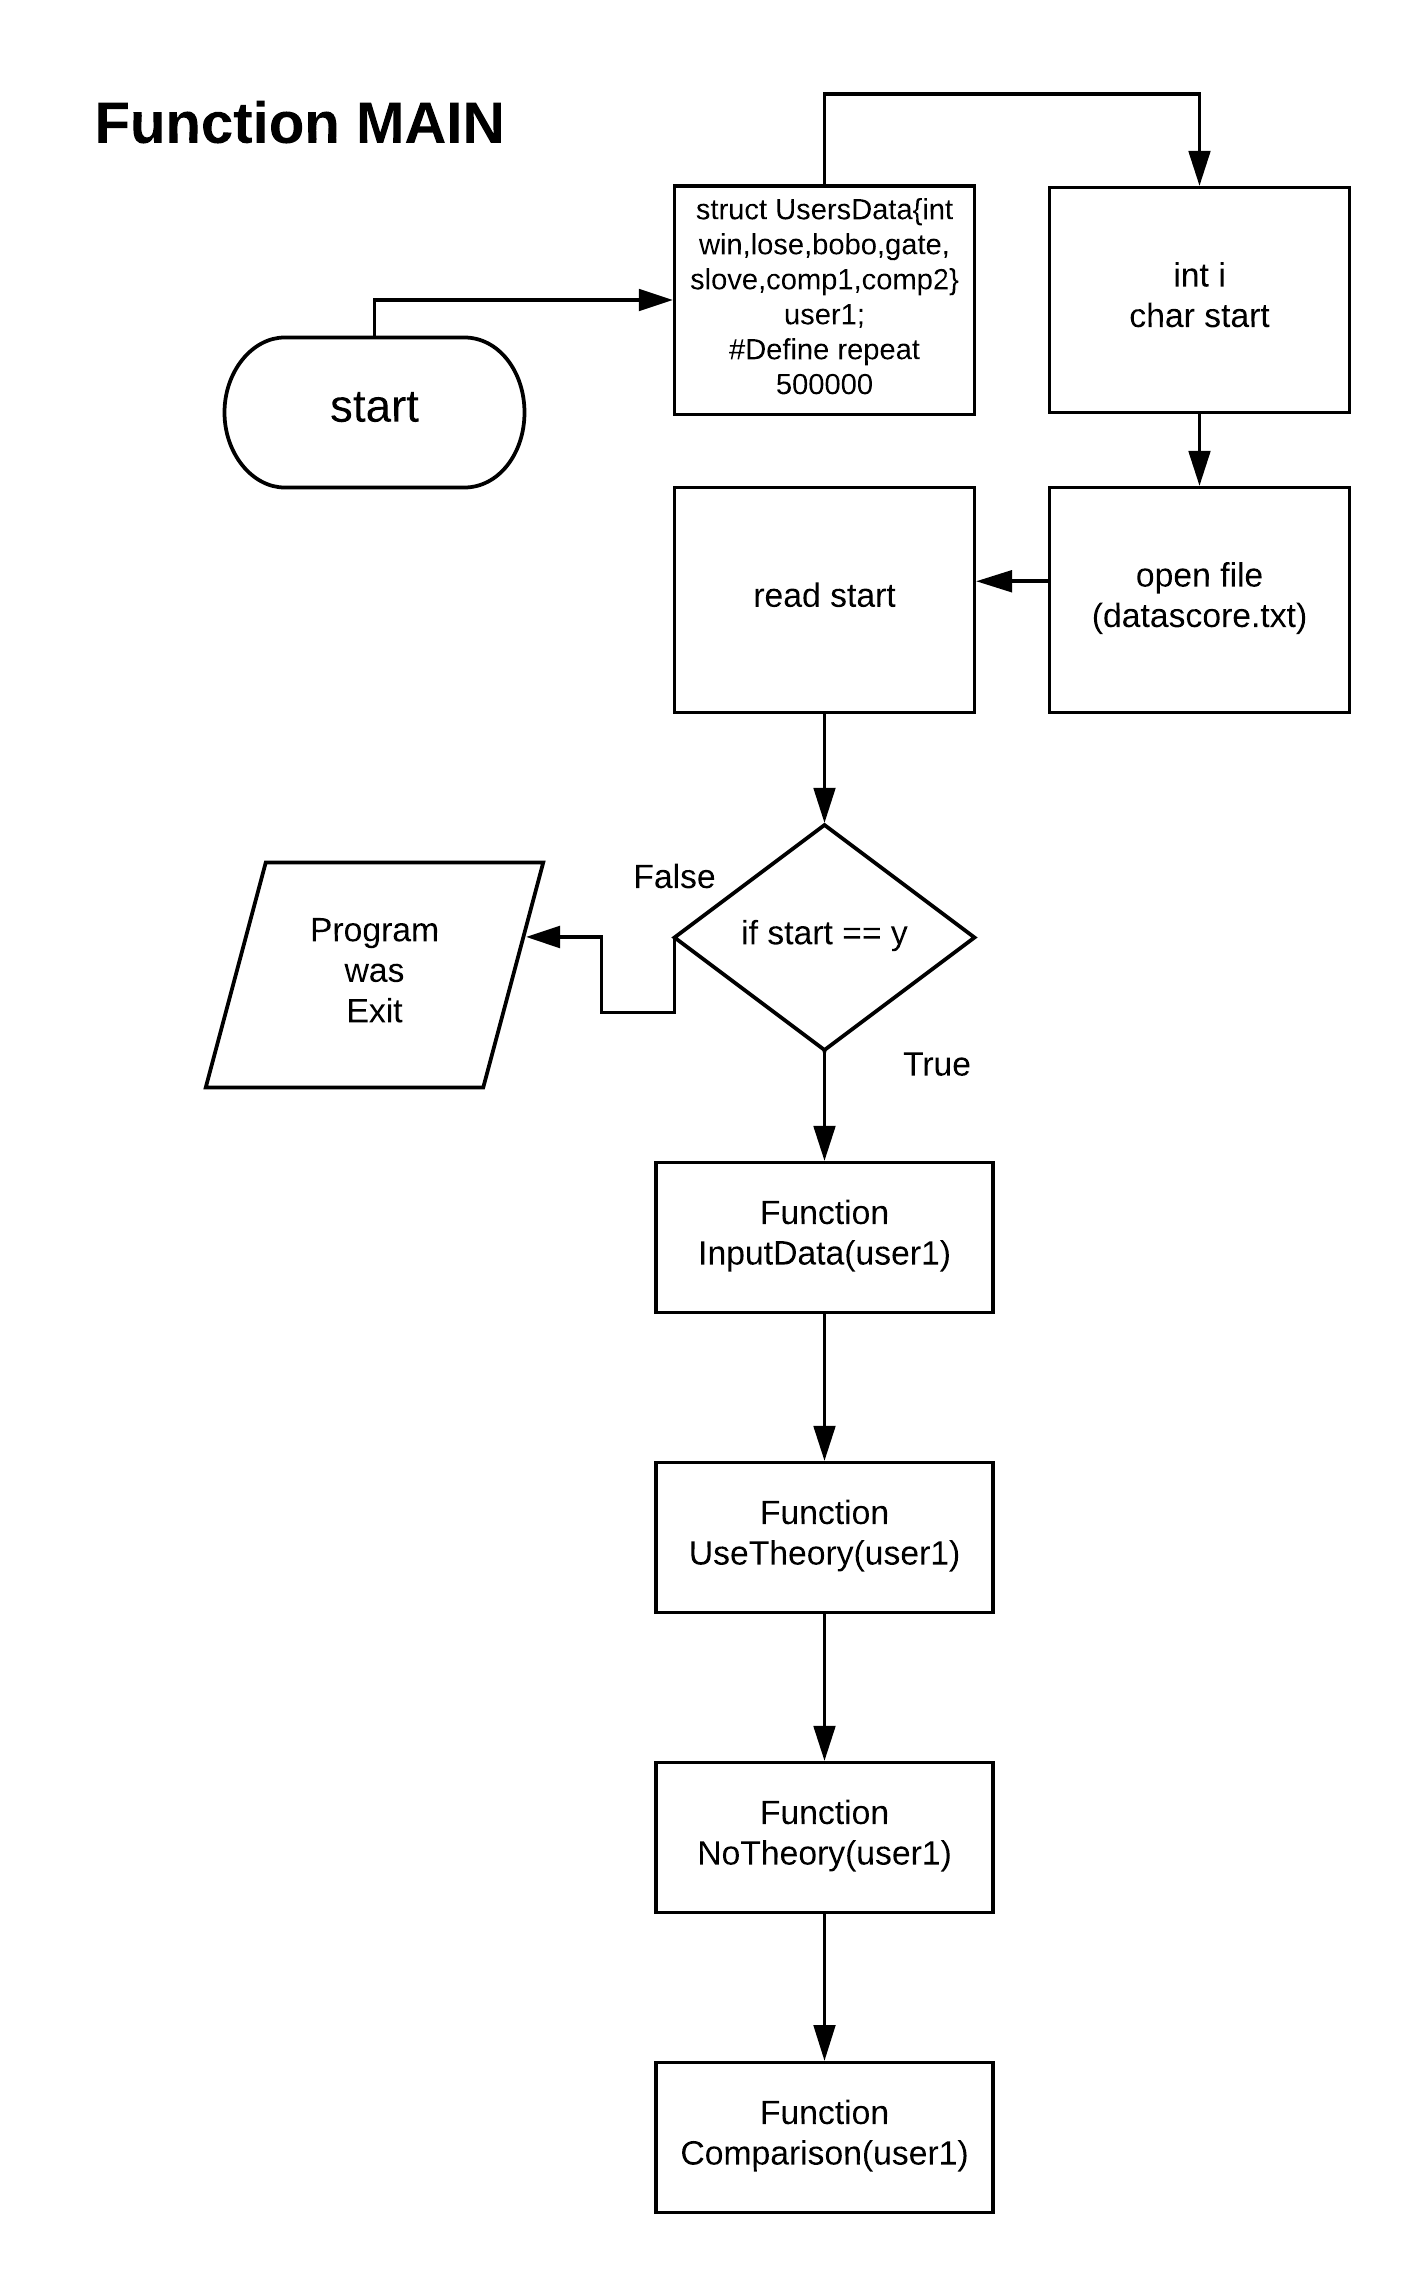 Function MAIN
start
struct UsersData{int
win,lose,bobo,gate,
slove,comp1,comp2}
user1;
#Define repeat
500000
int i
char start
open file
(datascore.txt)
read start
if start == y
False
Program
was
Exit
True
Function
InputData(user1)
Function
UseTheory(user1)
Function
NoTheory(user1)
Function
Comparison(user1)